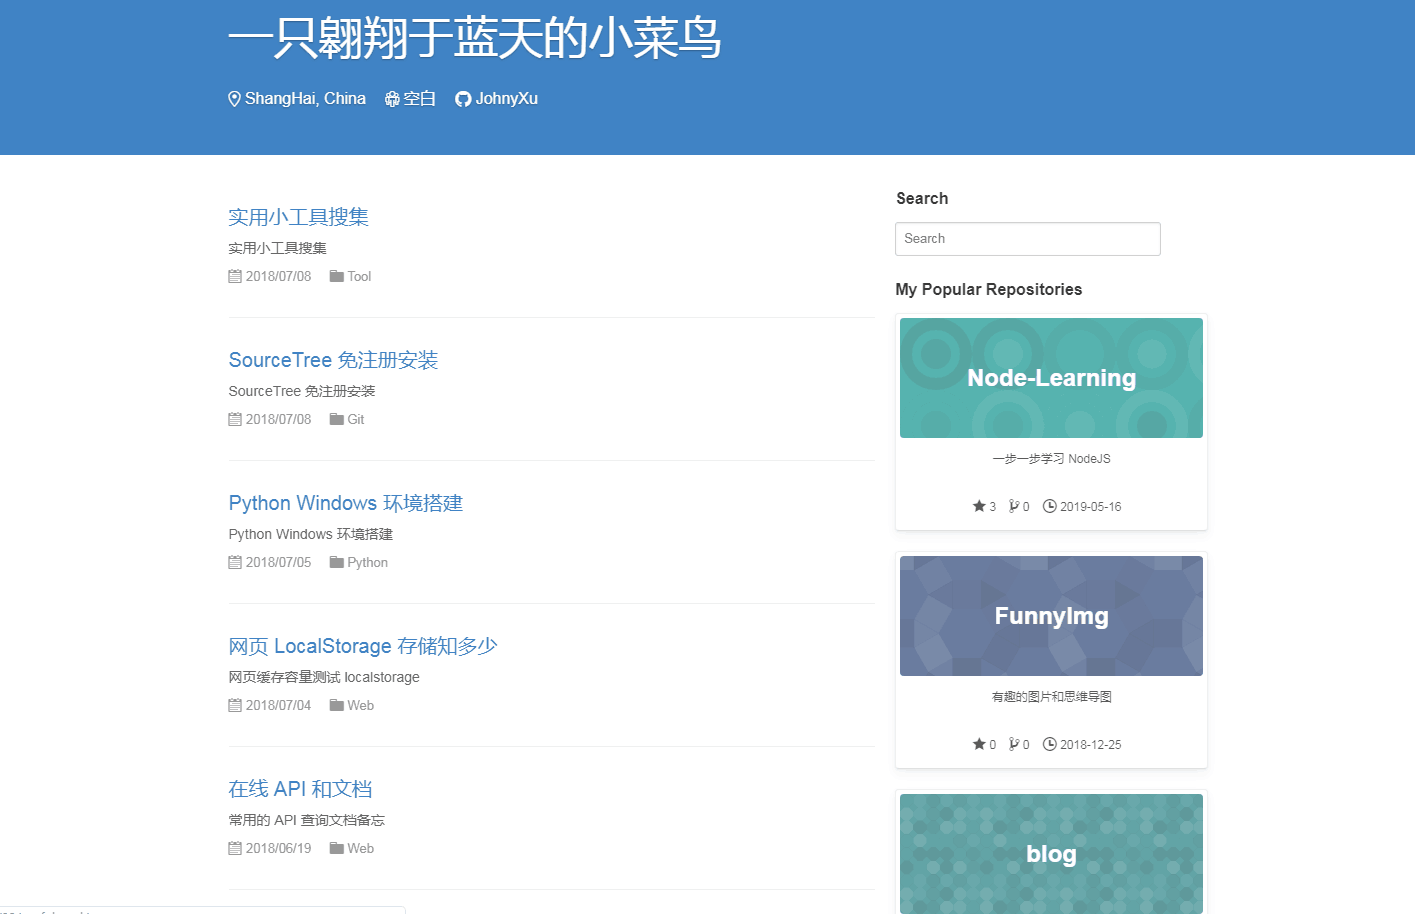 一只翱翔于蓝天的小菜鸟
ShangHai, China 空白 JohnyXu
实用小工具搜集
实用小工具搜集
2018/07/08 Tool
SourceTree 免注册安装
SourceTree 免注册安装
2018/07/08 Git
Python Windows 环境搭建
Python Windows 环境搭建
2018/07/05 Python
网页 LocalStorage 存储知多少
网页缓存容量测试 localstorage
2018/07/04 Web
在线 API 和文档
常用的 API 查询文档备忘
2018/06/19 Web
Search
Search
My Popular Repositories
Node-Learning
一步一步学习 NodeJS
3 0 2019-05-16
FunnyImg
有趣的图片和思维导图
0 0 2018-12-25
blog